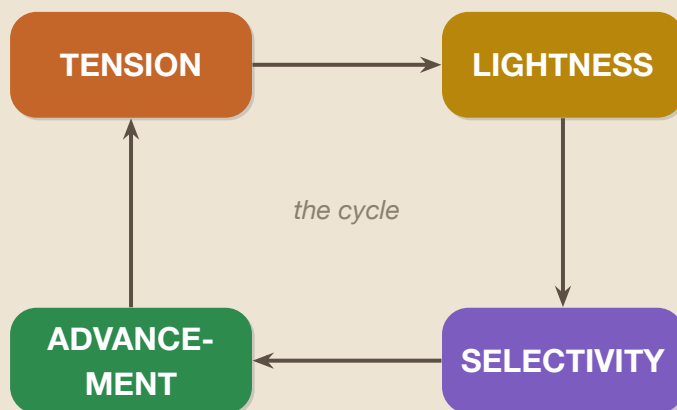 TENSION
LIGHTNESS
the cycle
ADVANCE-
MENT
SELECTIVITY